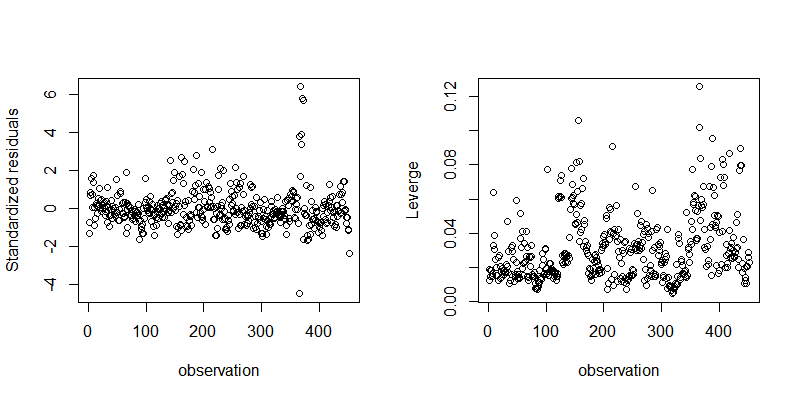 Standardized residuals
6
4
2
0
-2
-4
0 100 200 300 400
observation
Leverge
0.12
0.08
0.04
0.00
0 100 200 300 400
observation